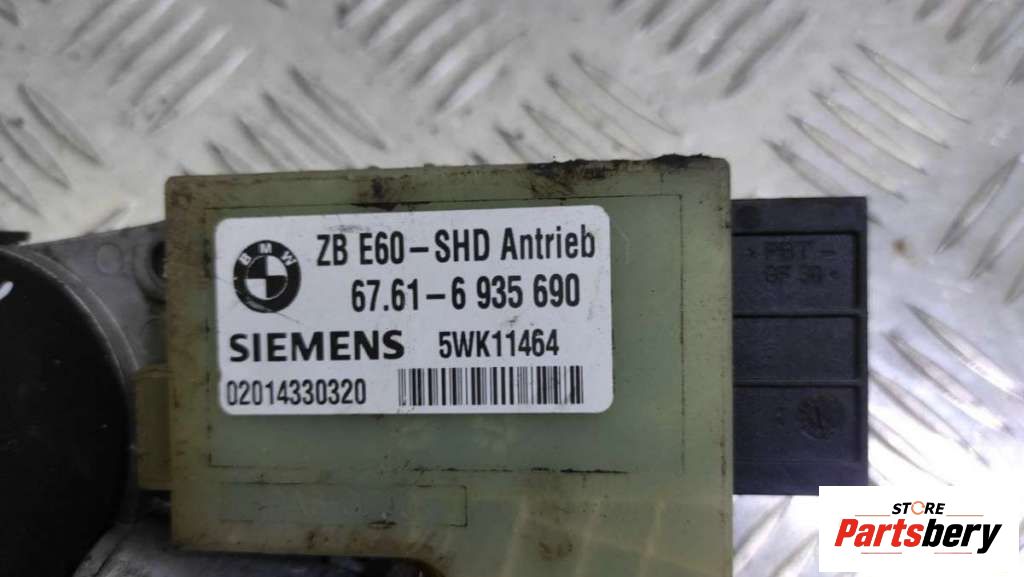 BMW
ZB E60-SHD Antrieb
67.61-6 935 690
SIEMENS 5WK11464
02014330320
>PBT-
GF30<
STORE
Partsbery